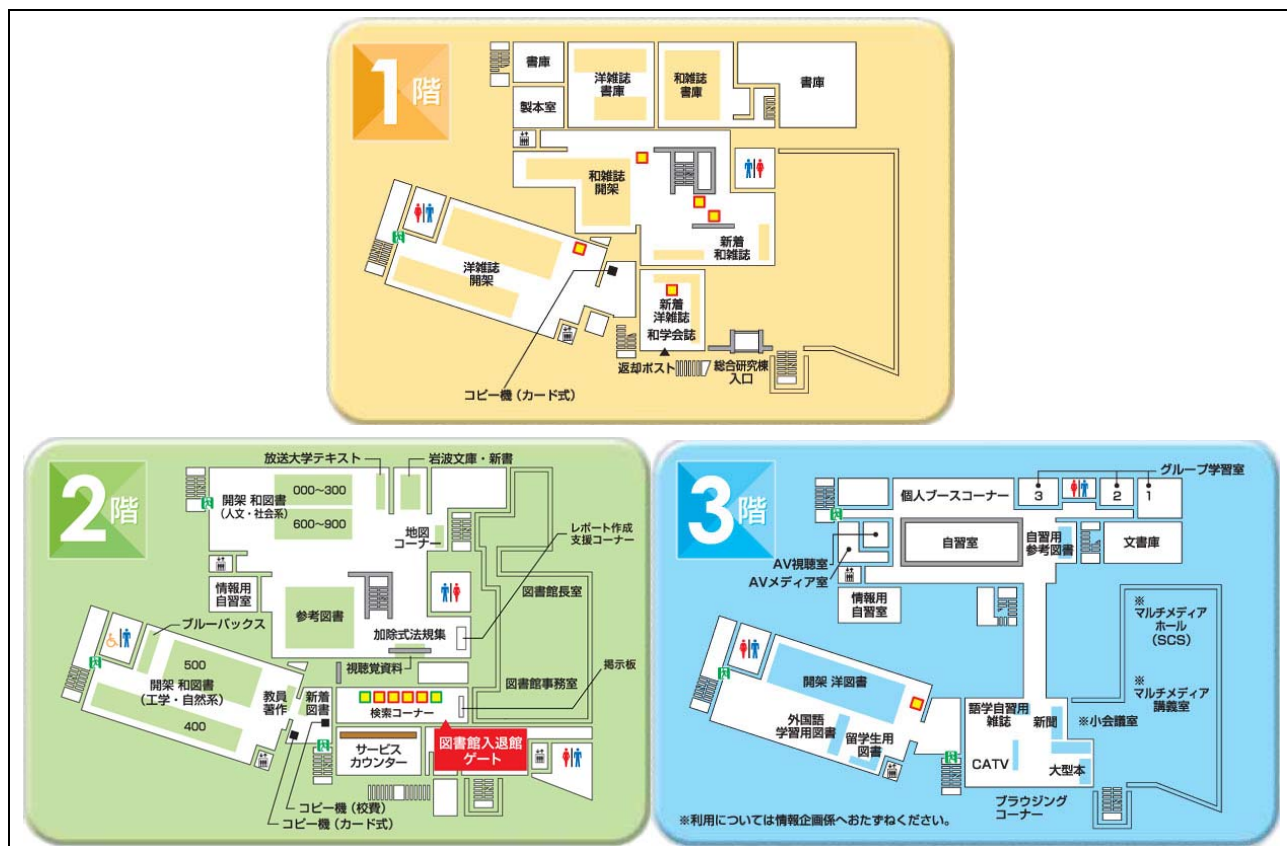 1階
書庫
洋雑誌
書庫
和雑誌
書庫
書庫
製本室
和雑誌
開架
新着
和雑誌
洋雑誌
開架
新着
洋雑誌
和学会誌
返却ポスト
総合研究棟
入口
コピー機(カード式)
2階
放送大学テキスト
岩波文庫・新書
開架 和図書
(人文・社会系)
000〜300
600〜900
地図
コーナー
レポート作成
支援コーナー
情報用
自習室
参考図書
図書館長室
ブルーバックス
加除式法規集
視聴覚資料
掲示板
500
開架 和図書
(工学・自然系)
400
教員
著作
新着
図書
検索コーナー
図書館事務室
サービス
カウンター
図書館入退館
ゲート
コピー機(校費)
コピー機(カード式)
3階
グループ学習室
個人ブースコーナー
3
2
1
自習室
自習用
参考図書
文書庫
AV視聴室
AVメディア室
情報用
自習室
※
マルチメディア
ホール
(SCS)
※
マルチメディア
講義室
開架 洋図書
外国語
学習用図書
留学生用
図書
語学自習用
雑誌
新聞
※小会議室
CATV
大型本
ブラウジング
コーナー
※利用については情報企画係へおたずねください。